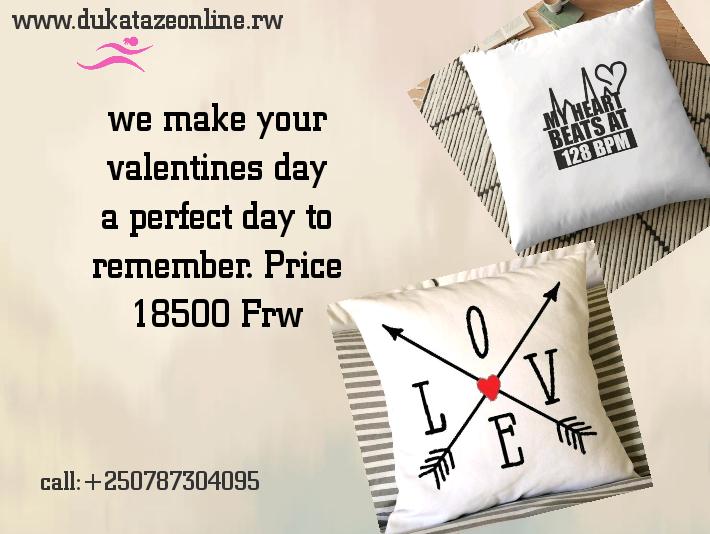 www.dukatazeonline.rw
we make your
valentines day
a perfect day to
remember. Price
18500 Frw
call:+250787304095
MY HEART
BEATS AT
128 BPM
L O V E